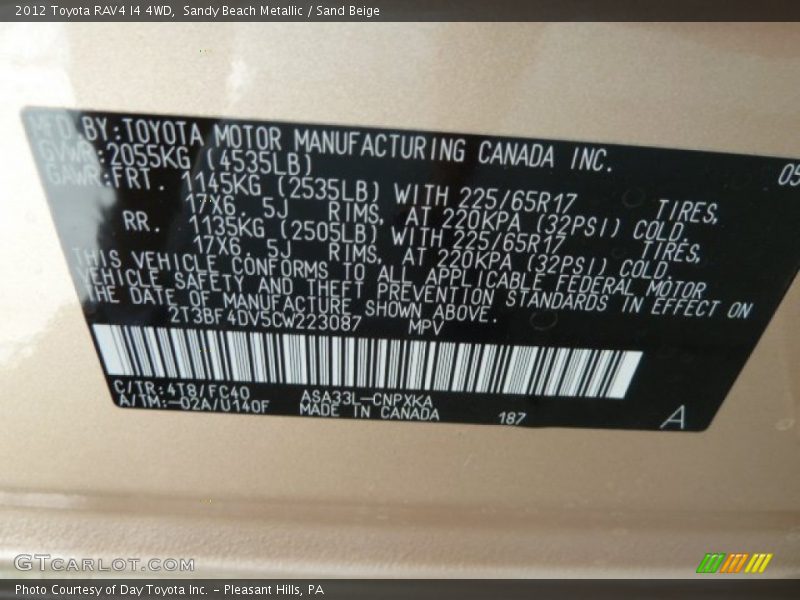 2012 Toyota RAV4 I4 4WD, Sandy Beach Metallic / Sand Beige
MFD BY:TOYOTA MOTOR MANUFACTURING CANADA INC.
05
GVWR:2055KG (4535LB)
GAWR:FRT. 1145KG (2535LB) WITH 225/65R17 TIRES,
17X6.5J RIMS, AT 220KPA (32PSI) COLD.
RR. 1135KG (2505LB) WITH 225/65R17 TIRES,
17X6.5J RIMS, AT 220KPA (32PSI) COLD.
THIS VEHICLE CONFORMS TO ALL APPLICABLE FEDERAL MOTOR
VEHICLE SAFETY AND THEFT PREVENTION STANDARDS IN EFFECT ON
THE DATE OF MANUFACTURE SHOWN ABOVE.
2T3BF4DV5CW223087 MPV
C/TR:4T8/FC40 ASA33L-CNPXKA
A/TM:-02A/U140F MADE IN CANADA 187 A
GTCARLOT.COM
Photo Courtesy of Day Toyota Inc. - Pleasant Hills, PA